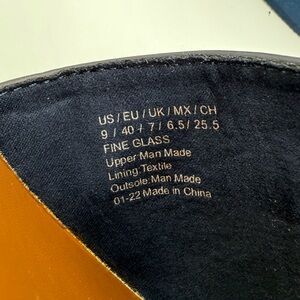 US / EU / UK / MX / CH
9 / 40 + 7 / 6.5 / 25.5
FINE GLASS
Upper:Man Made
Lining:Textile
Outsole:Man Made
01-22 Made in China